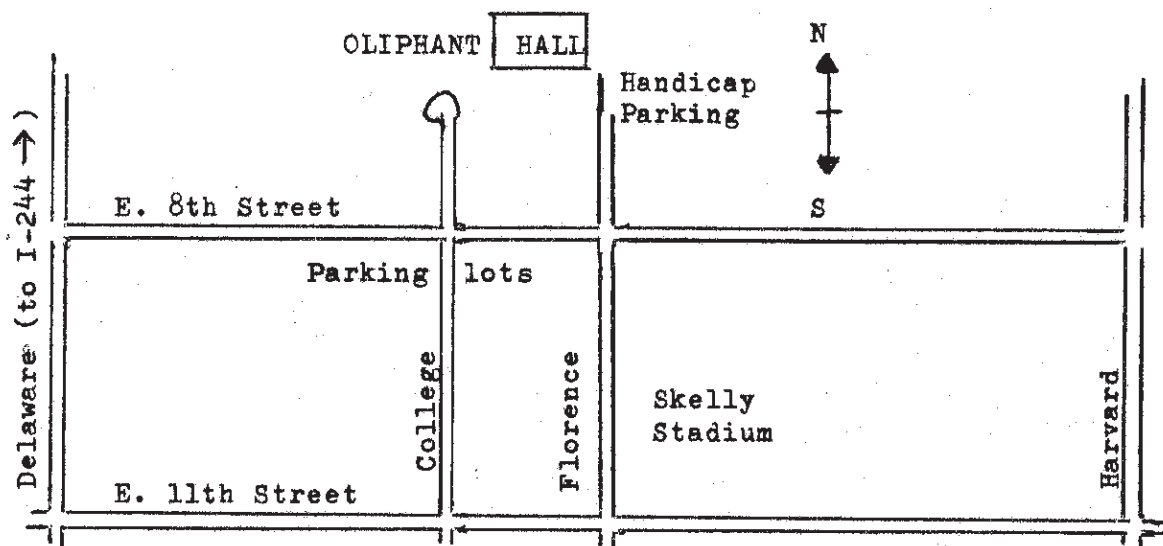 OLIPHANT HALL
N
Handicap
Parking
S
E. 8th Street
Delaware (to I-244 →)
Parking lots
College
Florence
Skelly
Stadium
Harvard
E. 11th Street